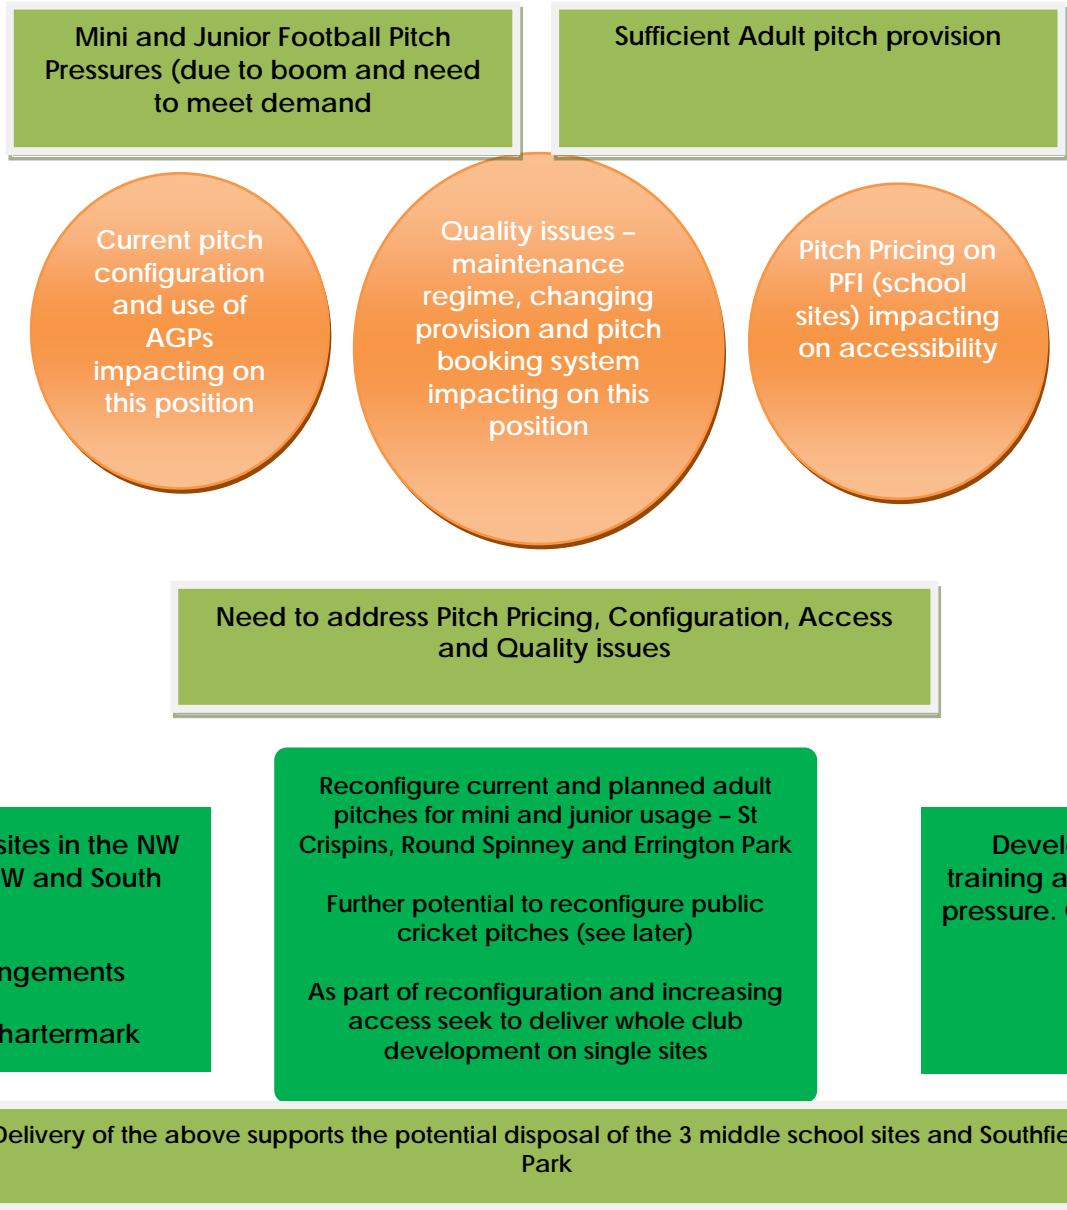 Mini and Junior Football Pitch
Pressures (due to boom and need
to meet demand
Sufficient Adult pitch provision
Current pitch
configuration
and use of
AGPs
impacting on
this position
Quality issues –
maintenance
regime, changing
provision and pitch
booking system
impacting on this
position
Pitch Pricing on
PFI (school
sites) impacting
on accessibility
Need to address Pitch Pricing, Configuration, Access
and Quality issues
sites in the NW
W and South
Reconfigure current and planned adult
pitches for mini and junior usage – St
Crispins, Round Spinney and Errington Park
Further potential to reconfigure public
cricket pitches (see later)
As part of reconfiguration and increasing
access seek to deliver whole club
development on single sites
training
pressure.
Delivery of the above supports the potential disposal of the 3 middle school sites and
Park